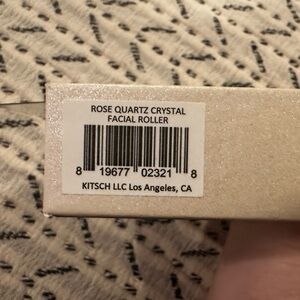 ROSE QUARTZ CRYSTAL
FACIAL ROLLER
8 19677 02321 8
KITSCH LLC Los Angeles, CA